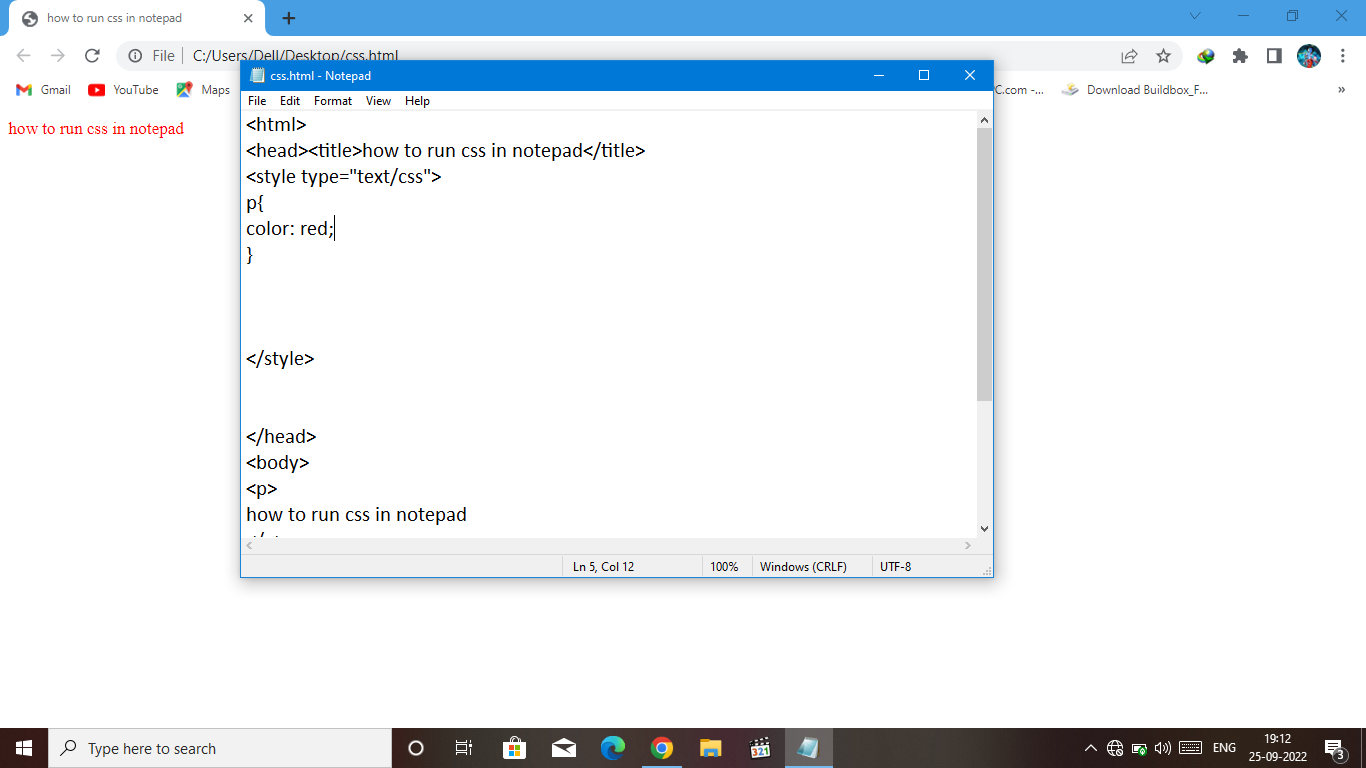 how to run css in notepad
File
C:/Users/Dell/Desktop/css.html
Gmail
YouTube
Maps
C.com -...
Download Buildbox_F...
»
how to run css in notepad
css.html - Notepad
File Edit Format View Help
<html>
<head><title>how to run css in notepad</title>
<style type="text/css">
p{
color: red;
}
</style>
</head>
<body>
<p>
how to run css in notepad
Ln 5, Col 12
100%
Windows (CRLF)
UTF-8
Type here to search
321
ENG
19:12
25-09-2022
3